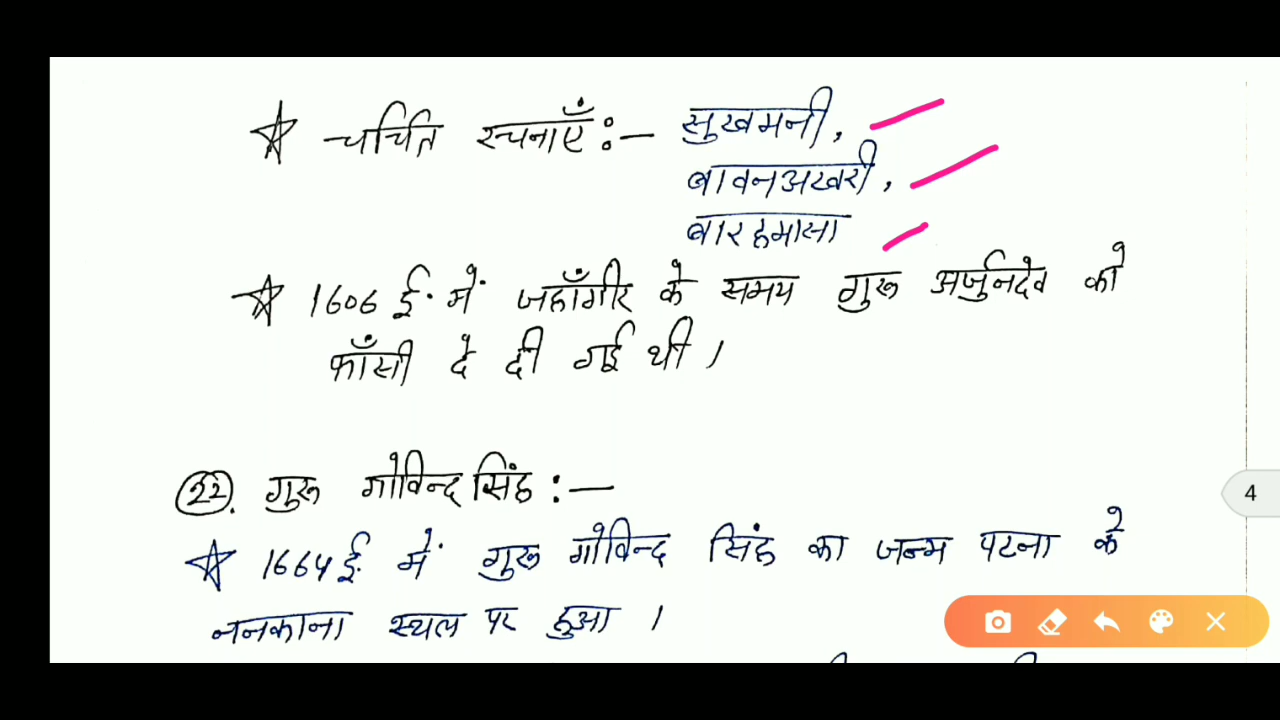 ☆ चर्चित रचनाएँ:— सुखमनी,
बावनअखरी,
बारहमासा
☆ 1606 ई. में जहाँगीर के समय गुरू अर्जुनदेव को
फाँसी दे दी गई थी।
22. गुरू गोविन्द सिंह:—
☆ 1664 ई. में गुरू गोविन्द सिंह का जन्म पटना के
ननकाना स्थल पर हुआ।
4